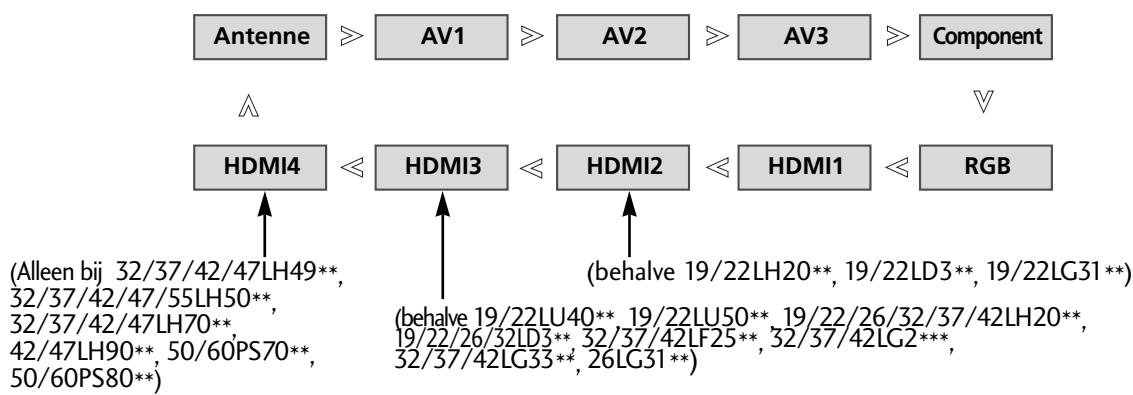 Antenne AV1 AV2 AV3 Component
HDMI4 HDMI3 HDMI2 HDMI1 RGB
(Alleen bij 32/37/42/47LH49**,
32/37/42/47/55LH50**,
32/37/42/47LH70**,
42/47LH90**, 50/60PS70**,
50/60PS80**)
(behalve 19/22LU40**, 19/22LU50**, 19/22/26/32/37/42LH20**,
19/22/26/32LD3**, 32/37/42LF25**, 32/37/42LG2***,
32/37/42LG33**, 26LG31**)
(behalve 19/22LH20**, 19/22LD3**, 19/22LG31**)